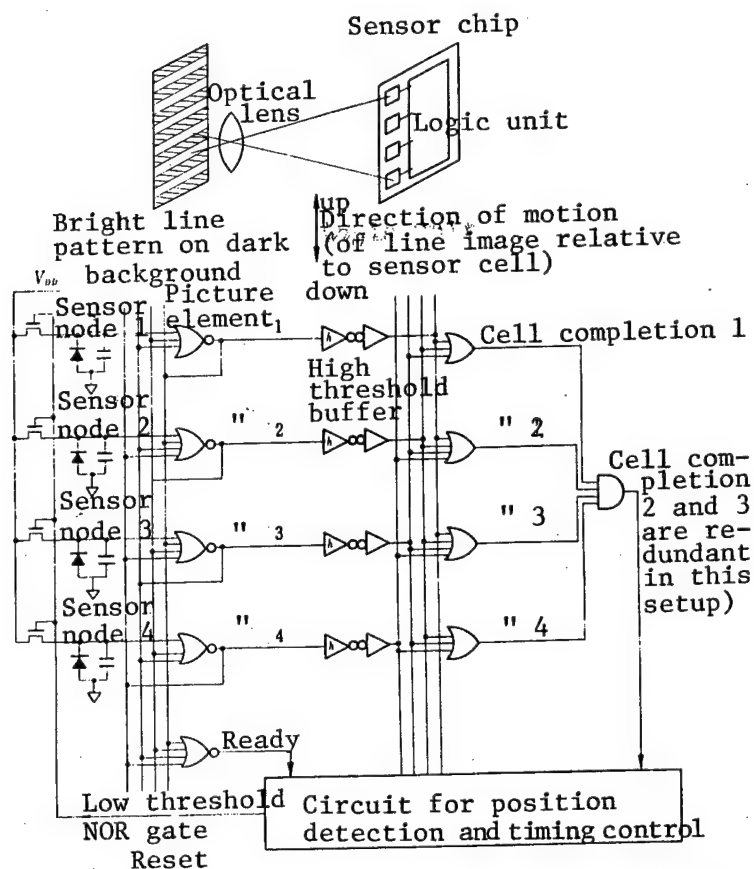 Sensor chip
Optical
lens
Logic unit
Bright line
pattern on dark
background
up
Direction of motion
(of line image relative
to sensor cell)
down
V_DD
Sensor
node 1
Picture
element 1
Cell completion 1
High
threshold
buffer
h
Sensor
node 2
" 2
h
" 2
Cell com-
pletion
2 and 3
are re-
dundant
in this
setup)
Sensor
node 3
" 3
h
" 3
Sensor
node 4
" 4
h
" 4
Ready
Low threshold
NOR gate
Reset
Circuit for position
detection and timing control